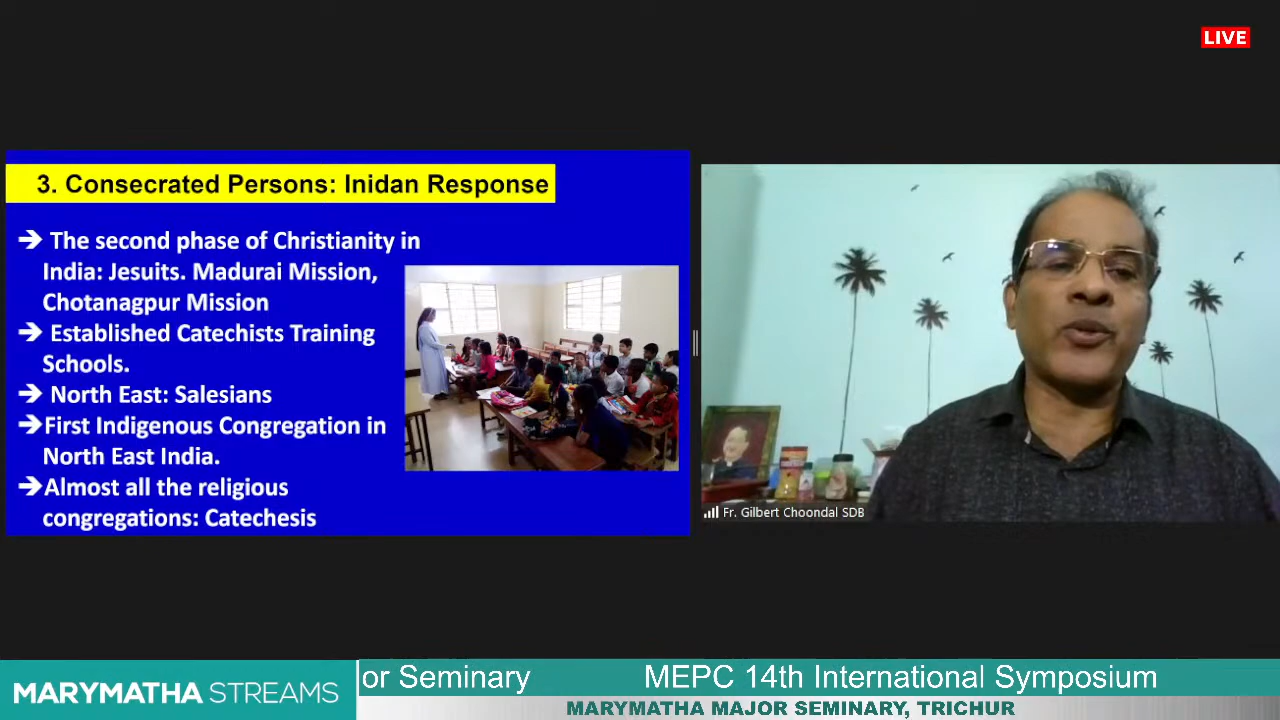 LIVE
3. Consecrated Persons: Inidan Response
➔ The second phase of Christianity in
India: Jesuits. Madurai Mission,
Chotanagpur Mission
➔ Established Catechists Training
Schools.
➔ North East: Salesians
➔First Indigenous Congregation in
North East India.
➔Almost all the religious
congregations: Catechesis
Fr. Gilbert Choondal SDB
MARYMATHA STREAMS
or Seminary MEPC 14th International Symposium
MARYMATHA MAJOR SEMINARY, TRICHUR